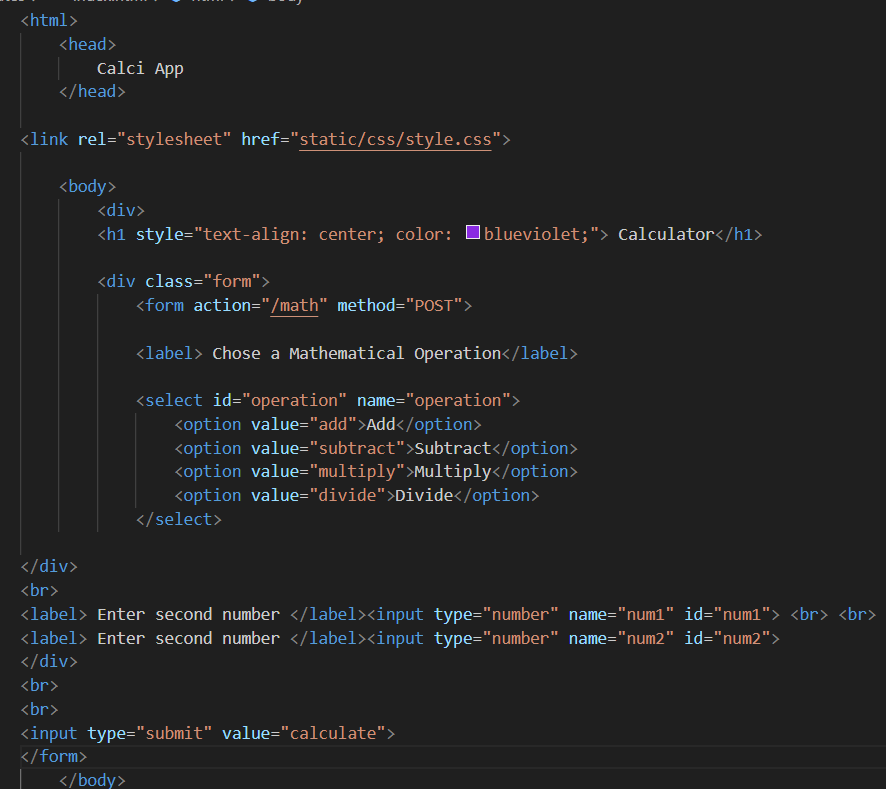 <html>
<head>
Calci App
</head>
<link rel="stylesheet" href="static/css/style.css">
<body>
<div>
<h1 style="text-align: center; color: blueviolet;"> Calculator</h1>
<div class="form">
<form action="/math" method="POST">
<label> Chose a Mathematical Operation</label>
<select id="operation" name="operation">
<option value="add">Add</option>
<option value="subtract">Subtract</option>
<option value="multiply">Multiply</option>
<option value="divide">Divide</option>
</select>
</div>
<br>
<label> Enter second number </label><input type="number" name="num1" id="num1"> <br> <br>
<label> Enter second number </label><input type="number" name="num2" id="num2">
</div>
<br>
<br>
<input type="submit" value="calculate">
</form>
</body>